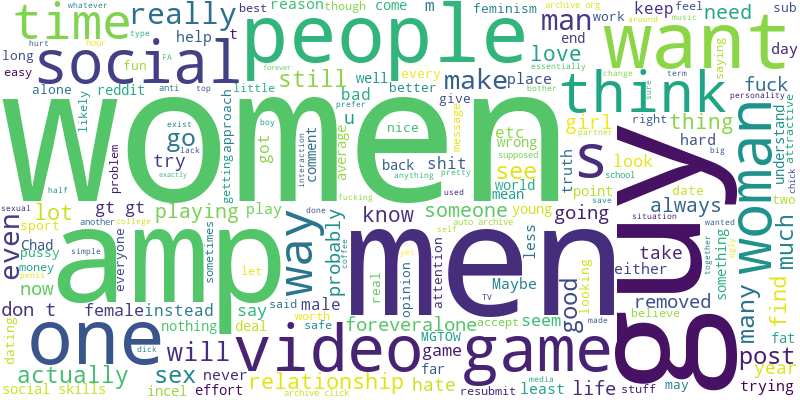 time really reason though come m feminism archive org keep feel
whatever best man work need sub
hurt hour social people end want day
long type fun help t love
easy FA still well every make place think saying
reddit forever essentially change around music
alone anti top little bad better give fuck term
likely women u message girl right sure personality
go exist boy prefer bother thing
lack gettingapproach got nice etc partner hard big
problem try interaction comment average back shit see wrong supposed look woman understand attractive
half exactly anything pretty world truth school
fucking used mean point date save chick two
even sexual gt gt playing play know someone young going always situation
lot sport another college done auto archive wanted
Chad amp way men s guy many much
pussy simple everyone sometimes coffee self less take together something
money penis let probably yet opinion attention either ugly find
now real TV Maybe good looking removed
don t female instead said male foreveralone accept seem made believe fat
one nothing say deal worth safe video MGTOW game post year
dating dick will far game hate least life stuff may trying
actually sex never relationship media
social skills incel effort archive click resubmit